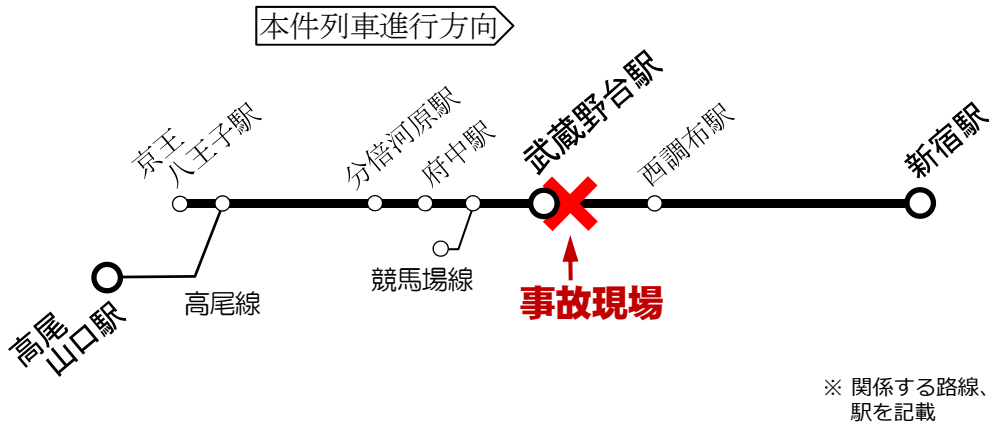 本件列車進行方向
京王
八王子駅
分倍河原駅
府中駅
武蔵野台駅
西調布駅
新宿駅
高尾
山口駅
高尾線
競馬場線
事故現場
※ 関係する路線、
駅を記載